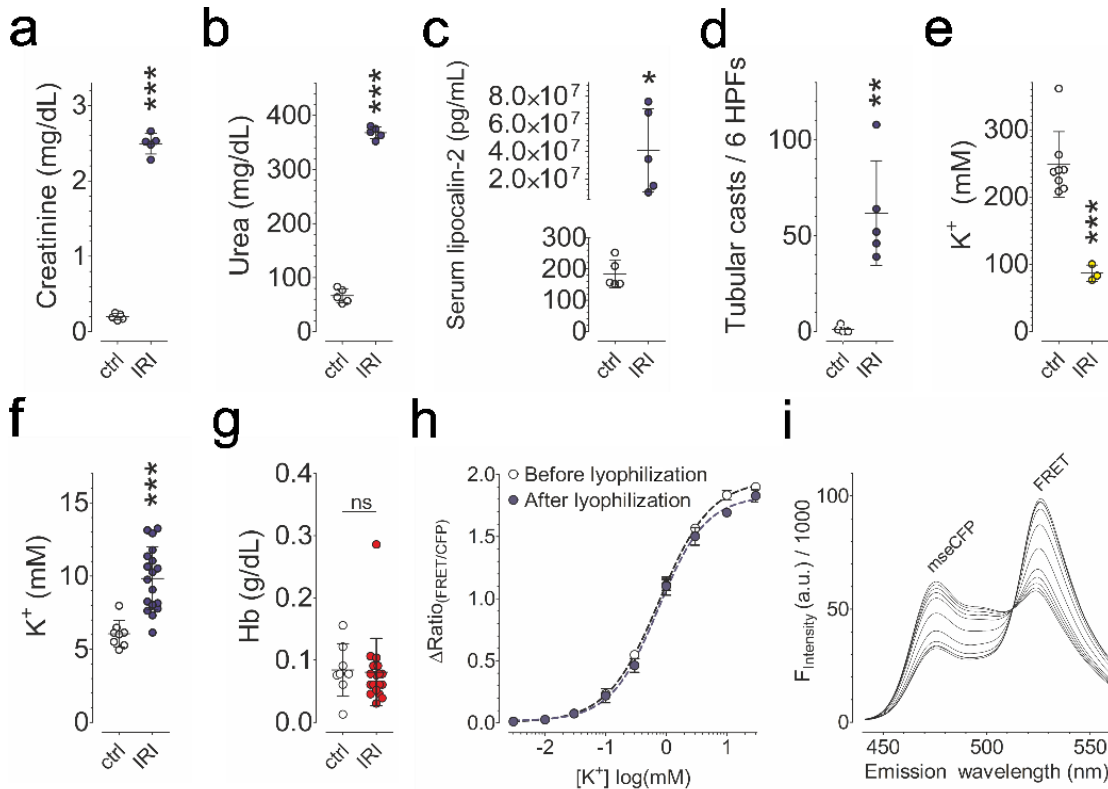 a
Creatinine (mg/dL)
3
2
1
0
***
ctrl
IRI
b
Urea (mg/dL)
400
300
200
100
0
***
ctrl
IRI
c
Serum lipocalin-2 (pg/mL)
8.0×10⁷
6.0×10⁷
4.0×10⁷
2.0×10⁷
300
200
100
0
*
ctrl
IRI
d
Tubular casts / 6 HPFs
100
50
0
**
ctrl
IRI
e
K⁺ (mM)
300
200
100
0
***
ctrl
IRI
f
K⁺ (mM)
15
10
5
0
***
ctrl
IRI
g
Hb (g/dL)
0.4
0.3
0.2
0.1
0.0
ns
ctrl
IRI
h
ΔRatio(FRET/CFP)
2.0
1.5
1.0
0.5
0.0
Before lyophilization
After lyophilization
-2 -1 0 1
[K⁺] log(mM)
i
F Intensity (a.u.) / 1000
100
50
0
mseCFP
FRET
450 500 550
Emission wavelength (nm)